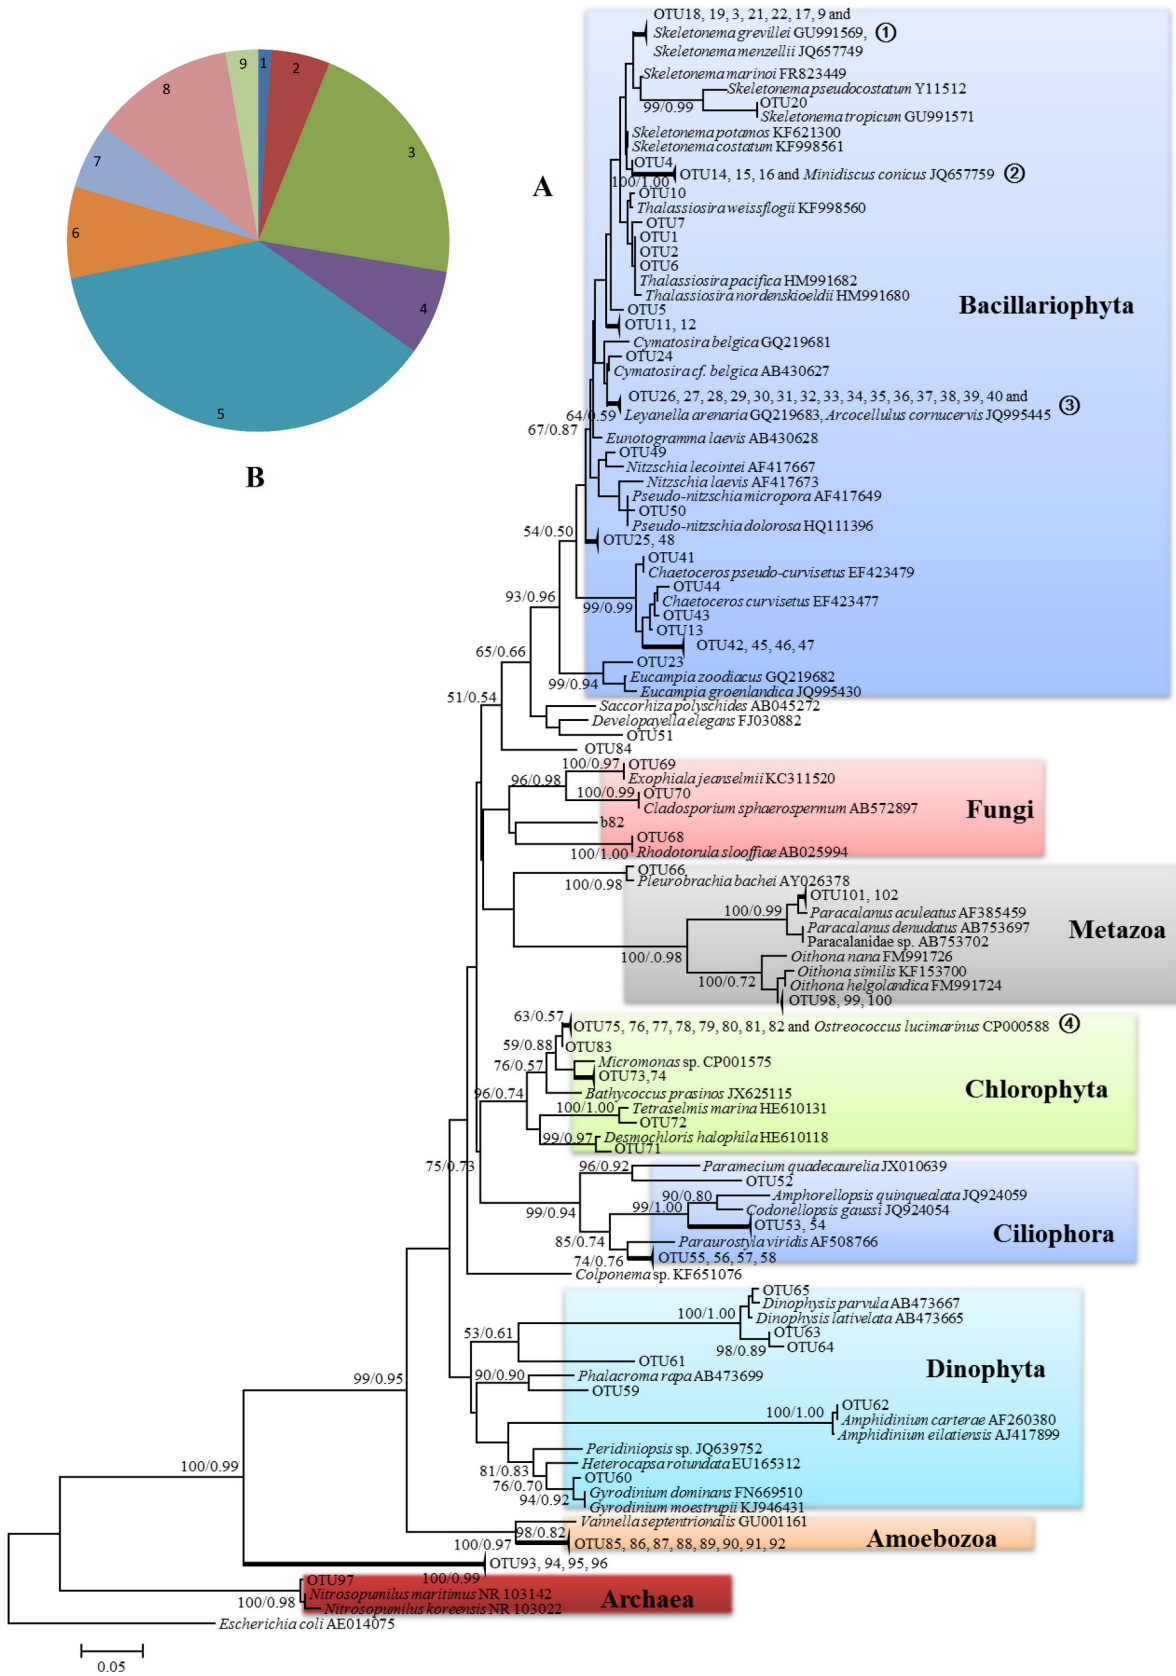 1
2
3
4
5
6
7
8
9
A
B
OTU18, 19, 3, 21, 22, 17, 9 and
Skeletonema grevillei GU991569, ①
Skeletonema menzellii JQ657749
Skeletonema marinoi FR823449
Skeletonema pseudocostatum Y11512
99/0.99
OTU20
Skeletonema tropicum GU991571
Skeletonema potamos KF621300
Skeletonema costatum KF998561
OTU4
100/1.00
OTU14, 15, 16 and Minidiscus conicus JQ657759 ②
OTU10
Thalassiosira weissflogii KF998560
OTU7
OTU1
OTU2
OTU6
Thalassiosira pacifica HM991682
Thalassiosira nordenskioeldii HM991680
Bacillariophyta
OTU5
OTU11, 12
Cymatosira belgica GQ219681
OTU24
Cymatosira cf. belgica AB430627
OTU26, 27, 28, 29, 30, 31, 32, 33, 34, 35, 36, 37, 38, 39, 40 and
Leyanella arenaria GQ219683, Arcocellulus cornucervis JQ995445 ③
64/0.59
67/0.87
Eunotogramma laevis AB430628
OTU49
Nitzschia lecointei AF417667
Nitzschia laevis AF417673
Pseudo-nitzschia micropora AF417649
OTU50
Pseudo-nitzschia dolorosa HQ111396
54/0.50
OTU25, 48
OTU41
Chaetoceros pseudo-curvisetus EF423479
OTU44
Chaetoceros curvisetus EF423477
93/0.96
99/0.99
OTU43
OTU13
OTU42, 45, 46, 47
65/0.66
OTU23
Eucampia zoodiacus GQ219682
99/0.94
Eucampia groenlandica JQ995430
51/0.54
Saccorhiza polyschides AB045272
Developayella elegans FJ030882
OTU51
OTU84
100/0.97
OTU69
96/0.98
Exophiala jeanselmii KC311520
100/0.99
OTU70
Cladosporium sphaerospermum AB572897
Fungi
b82
OTU68
100/1.00
Rhodotorula slooffiae AB025994
OTU66
100/0.98
Pleurobrachia bachei AY026378
OTU101, 102
100/0.99
Paracalanus aculeatus AF385459
Paracalanus denudatus AB753697
Metazoa
Paracalanidae sp. AB753702
100/.0.98
Oithona nana FM991726
100/0.72
Oithona similis KF153700
Oithona helgolandica FM991724
OTU98, 99, 100
63/0.57
OTU75, 76, 77, 78, 79, 80, 81, 82 and Ostreococcus lucimarinus CP000588 ④
59/0.88
OTU83
76/0.57
Micromonas sp. CP001575
OTU73,74
96/0.74
Bathycoccus prasinos JX625115
Chlorophyta
100/1.00
Tetraselmis marina HE610131
OTU72
99/0.97
Desmochloris halophila HE610118
OTU71
75/0.73
96/0.92
Paramecium quadecaurelia JX010639
OTU52
90/0.80
Amphorellopsis quinquealata JQ924059
99/1.00
Codonellopsis gaussi JQ924054
99/0.94
OTU53, 54
Ciliophora
85/0.74
Paraurostyla viridis AF508766
74/0.76
OTU55, 56, 57, 58
Colponema sp. KF651076
OTU65
Dinophysis parvula AB473667
100/1.00
Dinophysis lativelata AB473665
53/0.61
OTU63
98/0.89
OTU64
OTU61
Dinophyta
99/0.95
90/0.90
Phalacroma rapa AB473699
OTU59
OTU62
100/1.00
Amphidinium carterae AF260380
Amphidinium eilatiensis AJ417899
Peridiniopsis sp. JQ639752
Heterocapsa rotundata EU165312
81/0.83
OTU60
76/0.70
Gyrodinium dominans FN669510
94/0.92
Gyrodinium moestrupii KJ946431
100/0.99
Vannella septentrionalis GU001161
98/0.82
100/0.97
OTU85, 86, 87, 88, 89, 90, 91, 92
Amoebozoa
OTU93, 94, 95, 96
100/0.99
OTU97
Nitrosopumilus maritimus NR 103142
100/0.98
Nitrosopumilus koreensis NR 103022
Archaea
Escherichia coli AE014075
0.05